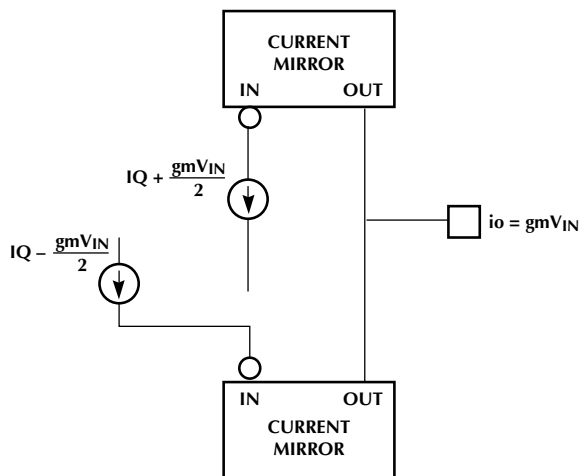 CURRENT
MIRROR
IN OUT
IQ + gmVIN
2
io = gmVIN
IQ – gmVIN
2
IN OUT
CURRENT
MIRROR